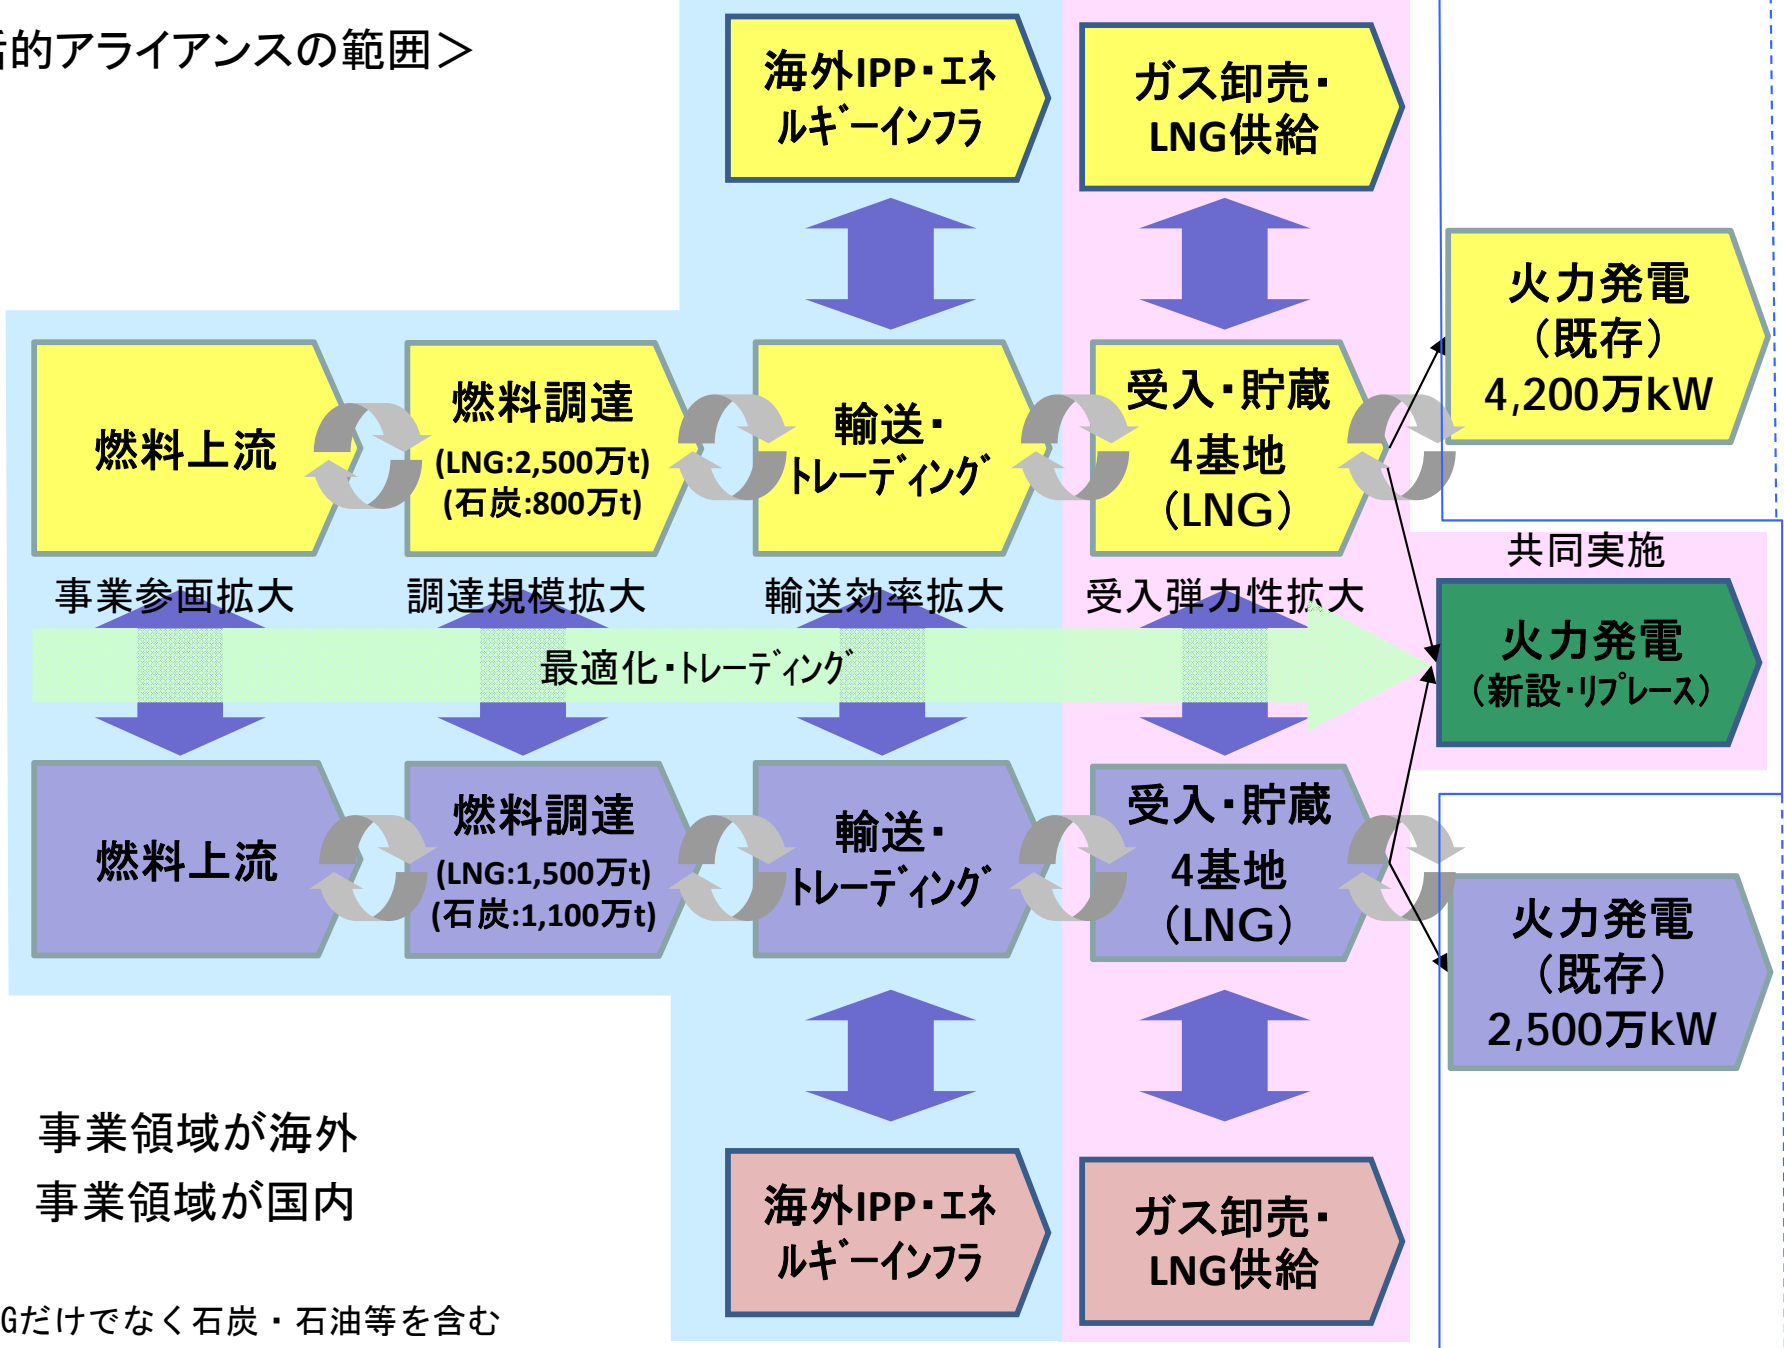 括的アライアンスの範囲＞
海外IPP・エネ
ルギーインフラ
ガス卸売・
LNG供給
火力発電
（既存）
4,200万kW
燃料上流
燃料調達
(LNG:2,500万t)
(石炭:800万t)
輸送・
トレーディング
受入・貯蔵
4基地
（LNG）
事業参画拡大
調達規模拡大
輸送効率拡大
受入弾力性拡大
共同実施
最適化・トレーディング
火力発電
（新設・リプレース）
燃料上流
燃料調達
(LNG:1,500万t)
(石炭:1,100万t)
輸送・
トレーディング
受入・貯蔵
4基地
（LNG）
火力発電
（既存）
2,500万kW
事業領域が海外
事業領域が国内
海外IPP・エネ
ルギーインフラ
ガス卸売・
LNG供給
Gだけでなく石炭・石油等を含む